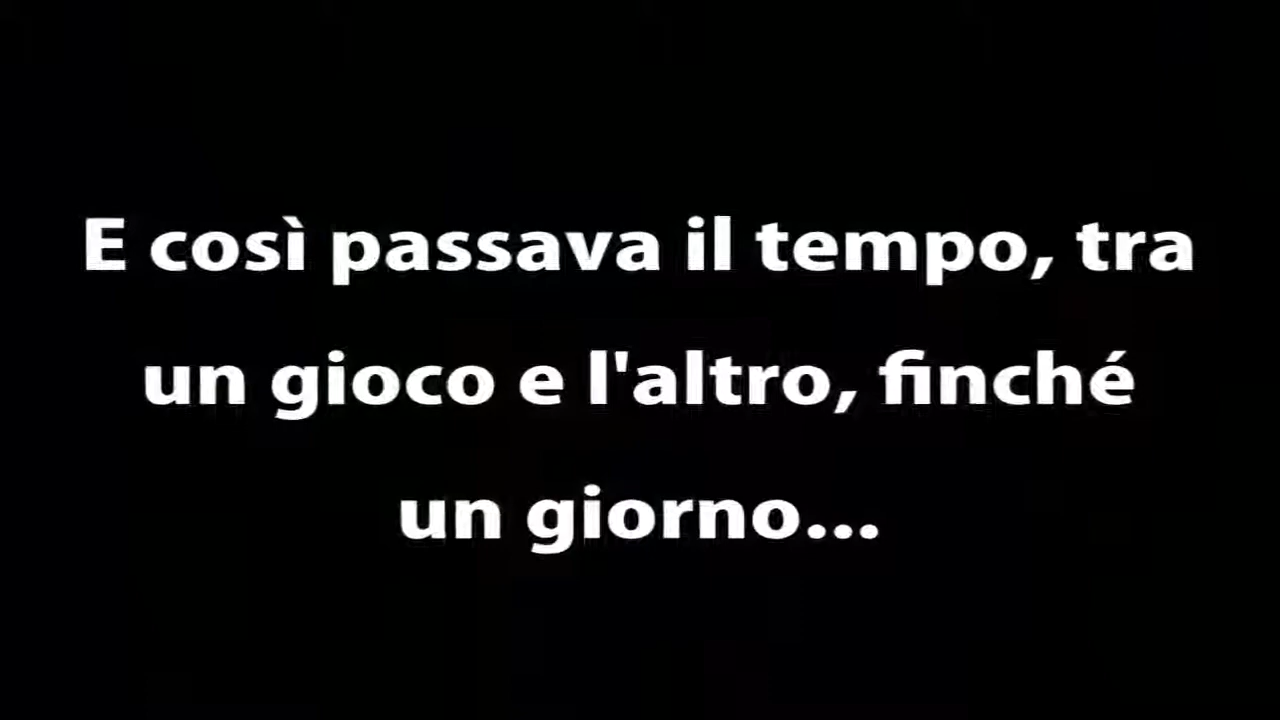 E così passava il tempo, tra
un gioco e l'altro, finché
un giorno...